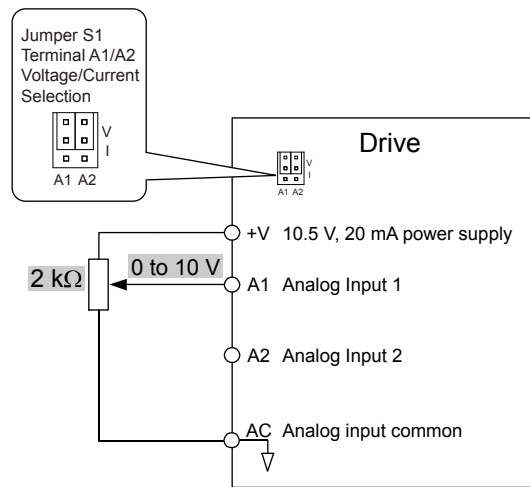 Jumper S1
Terminal A1/A2
Voltage/Current
Selection
V
I
A1 A2
Drive
V
I
A1 A2
+V 10.5 V, 20 mA power supply
2 kΩ
0 to 10 V
A1 Analog Input 1
A2 Analog Input 2
AC Analog input common